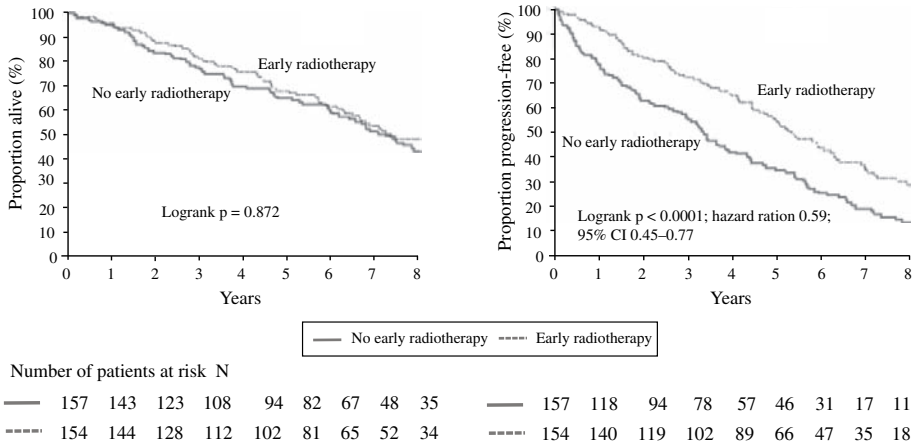 Proportion alive (%)
100
90
80
70
60
50
40
30
20
10
0
Early radiotherapy
No early radiotherapy
Logrank p = 0.872
0 1 2 3 4 5 6 7 8
Years
Proportion progression-free (%)
100
90
80
70
60
50
40
30
20
10
0
Early radiotherapy
No early radiotherapy
Logrank p < 0.0001; hazard ration 0.59;
95% CI 0.45–0.77
0 1 2 3 4 5 6 7 8
Years
No early radiotherapy Early radiotherapy
Number of patients at risk N
157 143 123 108 94 82 67 48 35
157 118 94 78 57 46 31 17 11
154 144 128 112 102 81 65 52 34
154 140 119 102 89 66 47 35 18